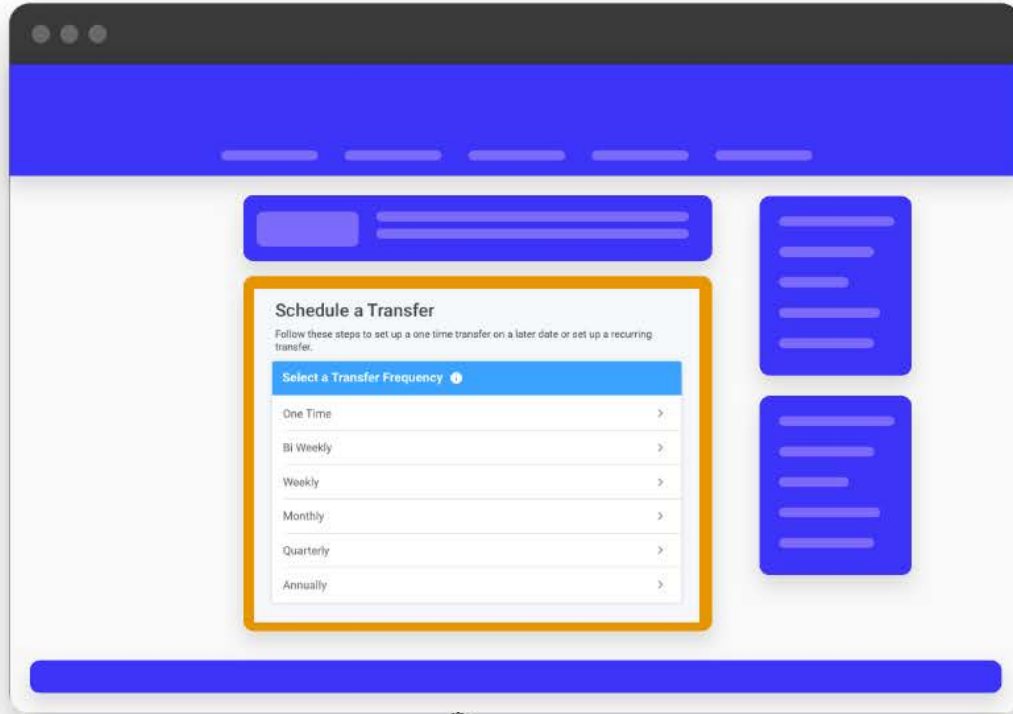 Schedule a Transfer
Follow these steps to set up a one time transfer on a later date or set up a recurring
transfer.
Select a Transfer Frequency
One Time
Bi Weekly
Weekly
Monthly
Quarterly
Annually